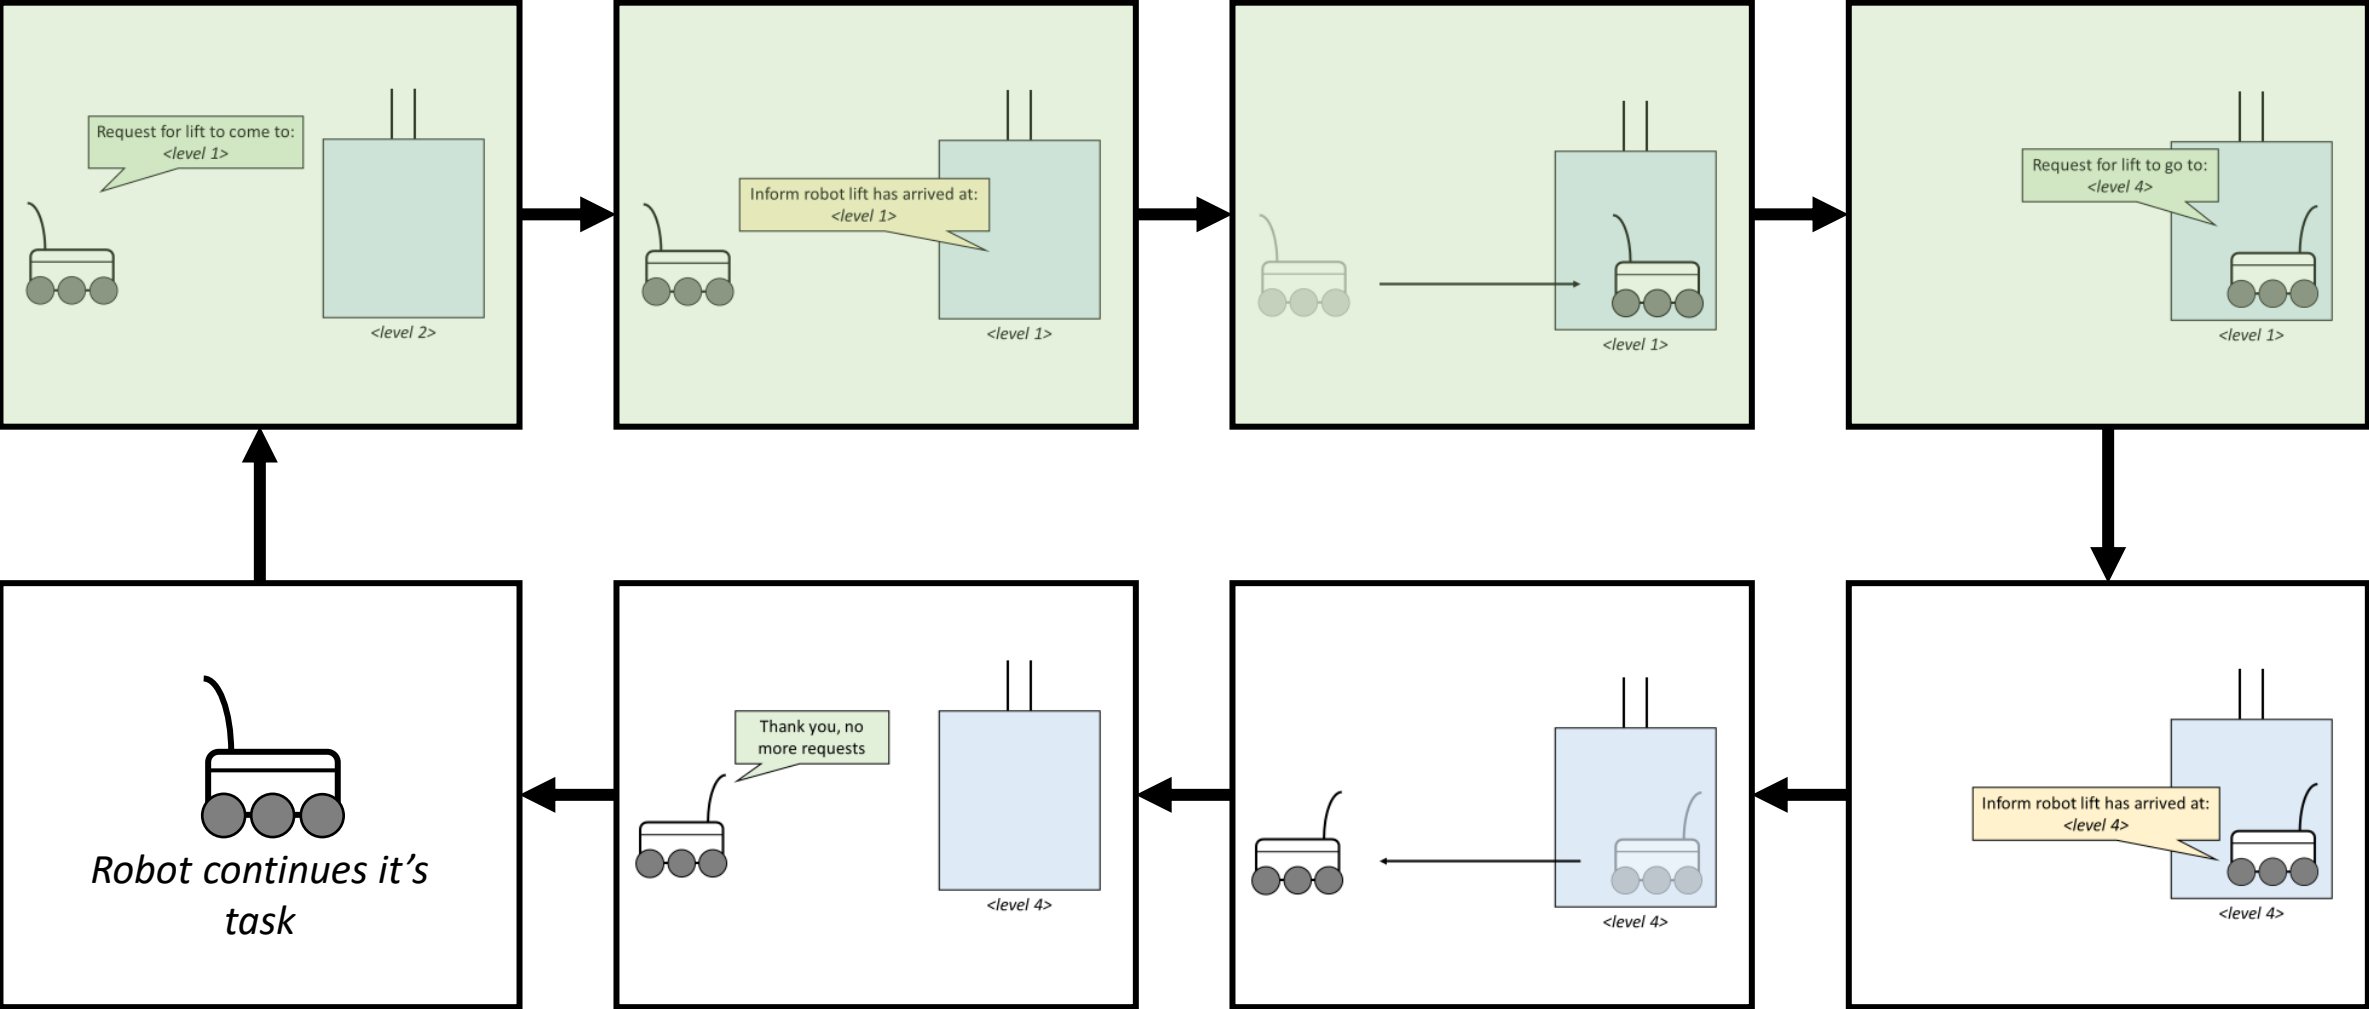 Request for lift to come to:
<level 1>
<level 2>
Inform robot lift has arrived at:
<level 1>
<level 1>
<level 1>
Request for lift to go to:
<level 4>
<level 1>
Inform robot lift has arrived at:
<level 4>
<level 4>
<level 4>
Thank you, no
more requests
<level 4>
Robot continues it's
task